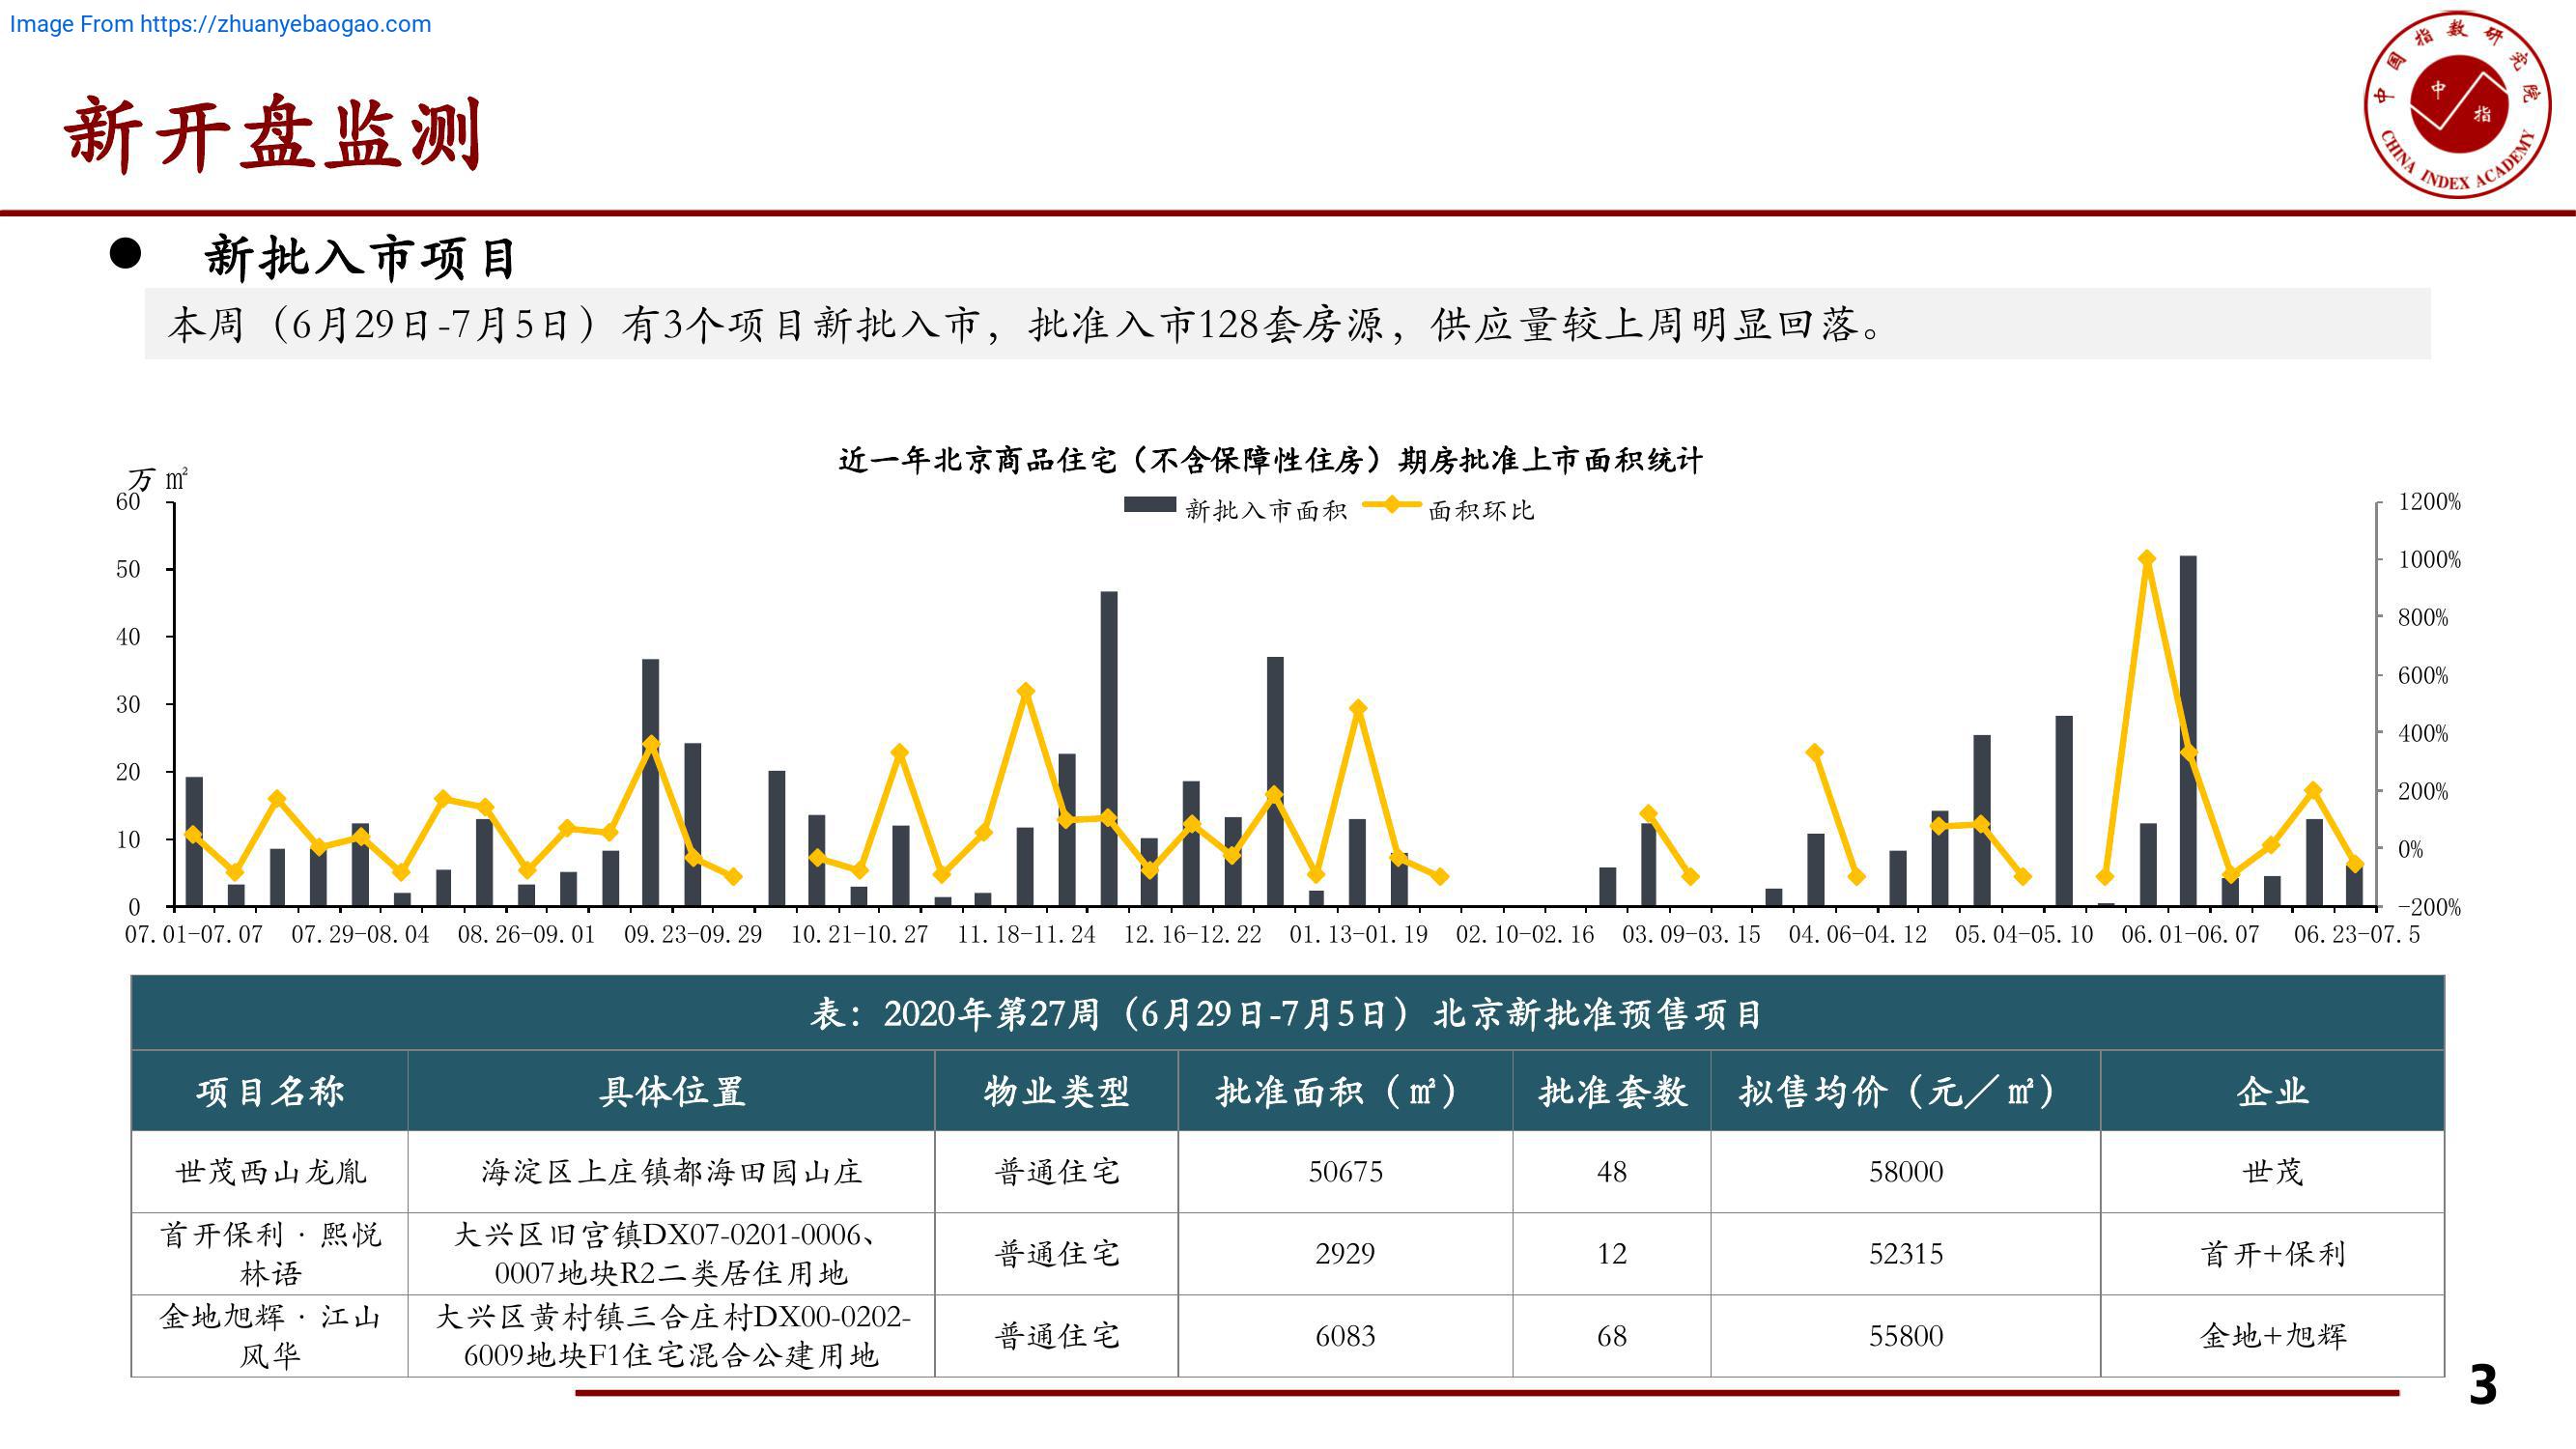 Image From https://zhuanyebaogao.com
中国指数研究院
中
指
CHINA INDEX ACADEMY
新开盘监测
● 新批入市项目
本周（6月29日-7月5日）有3个项目新批入市，批准入市128套房源，供应量较上周明显回落。
近一年北京商品住宅（不含保障性住房）期房批准上市面积统计
万㎡
新批入市面积 面积环比
60
50
40
30
20
10
0
1200%
1000%
800%
600%
400%
200%
0%
-200%
07.01-07.07 07.29-08.04 08.26-09.01 09.23-09.29 10.21-10.27 11.18-11.24 12.16-12.22 01.13-01.19 02.10-02.16 03.09-03.15 04.06-04.12 05.04-05.10 06.01-06.07 06.23-07.5
表：2020年第27周（6月29日-7月5日）北京新批准预售项目
项目名称 具体位置 物业类型 批准面积（㎡） 批准套数 拟售均价（元／㎡） 企业
世茂西山龙胤 海淀区上庄镇都海田园山庄 普通住宅 50675 48 58000 世茂
首开保利·熙悦
林语
大兴区旧宫镇DX07-0201-0006、
0007地块R2二类居住用地
普通住宅 2929 12 52315 首开+保利
金地旭辉·江山
风华
大兴区黄村镇三合庄村DX00-0202-
6009地块F1住宅混合公建用地
普通住宅 6083 68 55800 金地+旭辉
3